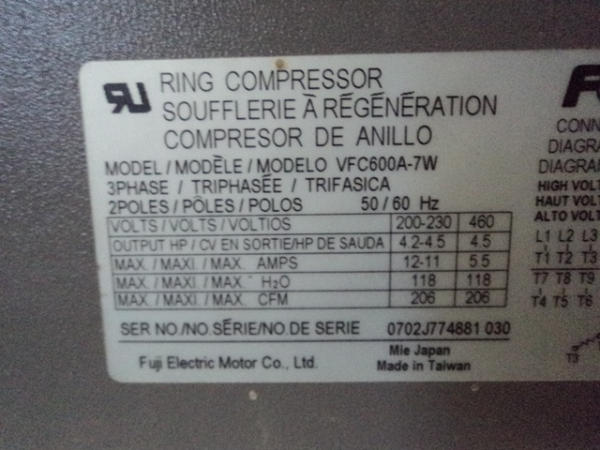 RU RING COMPRESSOR
SOUFFLERIE À RÉGÉNÉRATION
COMPRESOR DE ANILLO
MODEL / MODÈLE / MODELO VFC600A-7W
3PHASE / TRIPHASÉE / TRIFASICA
2POLES / PÔLES / POLOS 50 / 60 Hz
VOLTS / VOLTS / VOLTIOS 200-230 460
OUTPUT HP / CV EN SORTIE/HP DE SAUDA 4.2-4.5 4.5
MAX. / MAXI. / MAX. AMPS 12-11 5.5
MAX. / MAXI. / MAX. H₂O 118 118
MAX. / MAXI. / MAX. CFM 206 206
SER NO./NO.SÉRIE/NO.DE SERIE 0702J774881 030
Fuji Electric Motor Co., Ltd.
Mie Japan
Made in Taiwan
CONN
DIAGRA
DIAGRA
HIGH VOLT
HAUT VOLT
ALTO VOLT
L1 L2 L3
T1 T2 T3
T7 T8 T9
T4 T5 T6
T3